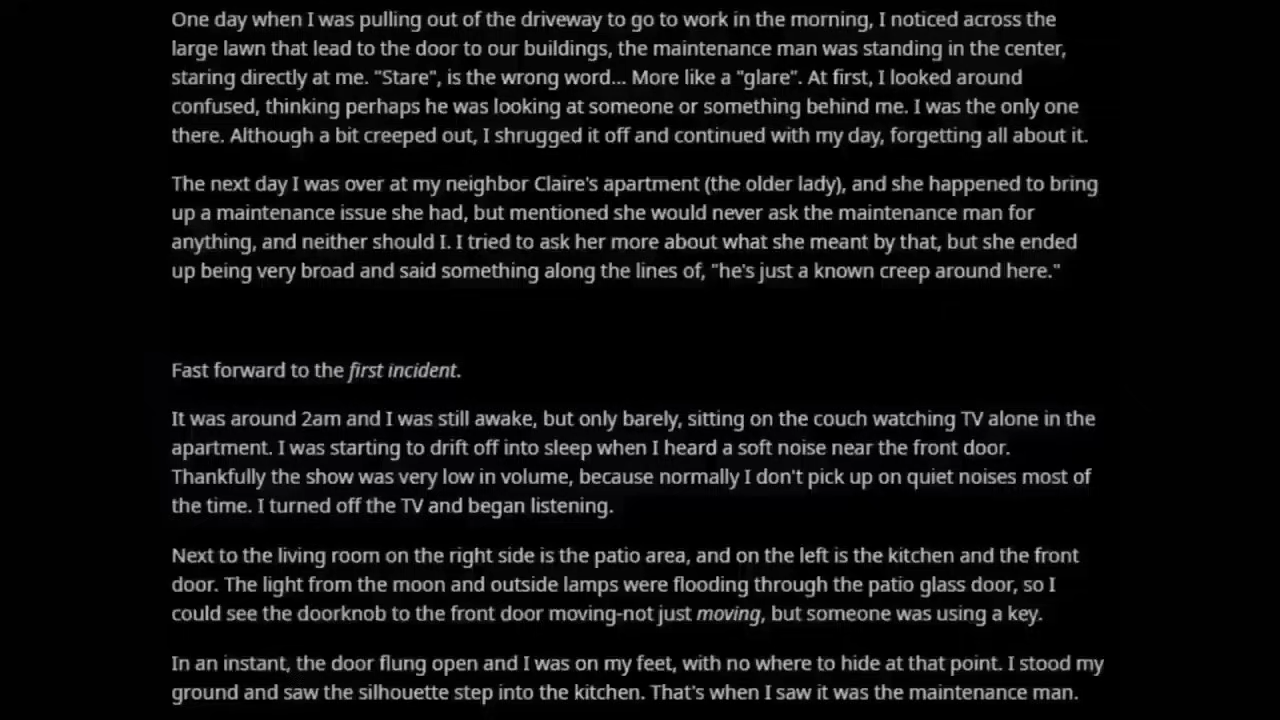 One day when I was pulling out of the driveway to go to work in the morning, I noticed across the
large lawn that lead to the door to our buildings, the maintenance man was standing in the center,
staring directly at me. "Stare", is the wrong word... More like a "glare". At first, I looked around
confused, thinking perhaps he was looking at someone or something behind me. I was the only one
there. Although a bit creeped out, I shrugged it off and continued with my day, forgetting all about it.
The next day I was over at my neighbor Claire's apartment (the older lady), and she happened to bring
up a maintenance issue she had, but mentioned she would never ask the maintenance man for
anything, and neither should I. I tried to ask her more about what she meant by that, but she ended
up being very broad and said something along the lines of, "he's just a known creep around here."
Fast forward to the first incident.
It was around 2am and I was still awake, but only barely, sitting on the couch watching TV alone in the
apartment. I was starting to drift off into sleep when I heard a soft noise near the front door.
Thankfully the show was very low in volume, because normally I don't pick up on quiet noises most of
the time. I turned off the TV and began listening.
Next to the living room on the right side is the patio area, and on the left is the kitchen and the front
door. The light from the moon and outside lamps were flooding through the patio glass door, so I
could see the doorknob to the front door moving-not just moving, but someone was using a key.
In an instant, the door flung open and I was on my feet, with no where to hide at that point. I stood my
ground and saw the silhouette step into the kitchen. That's when I saw it was the maintenance man.